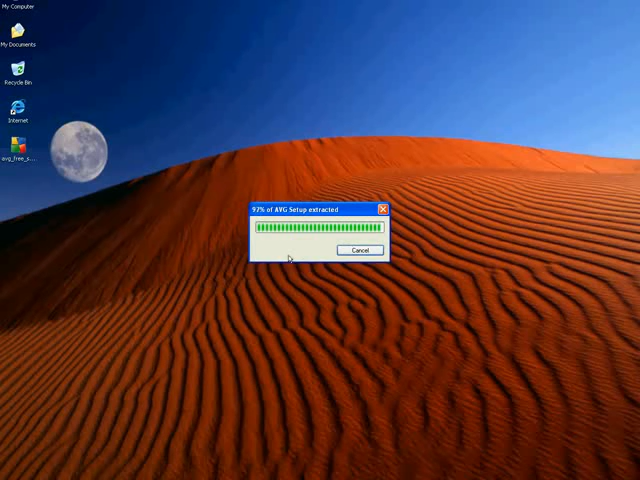 My Computer
My Documents
Recycle Bin
Internet
avg_free_s...
97% of AVG Setup extracted
Cancel